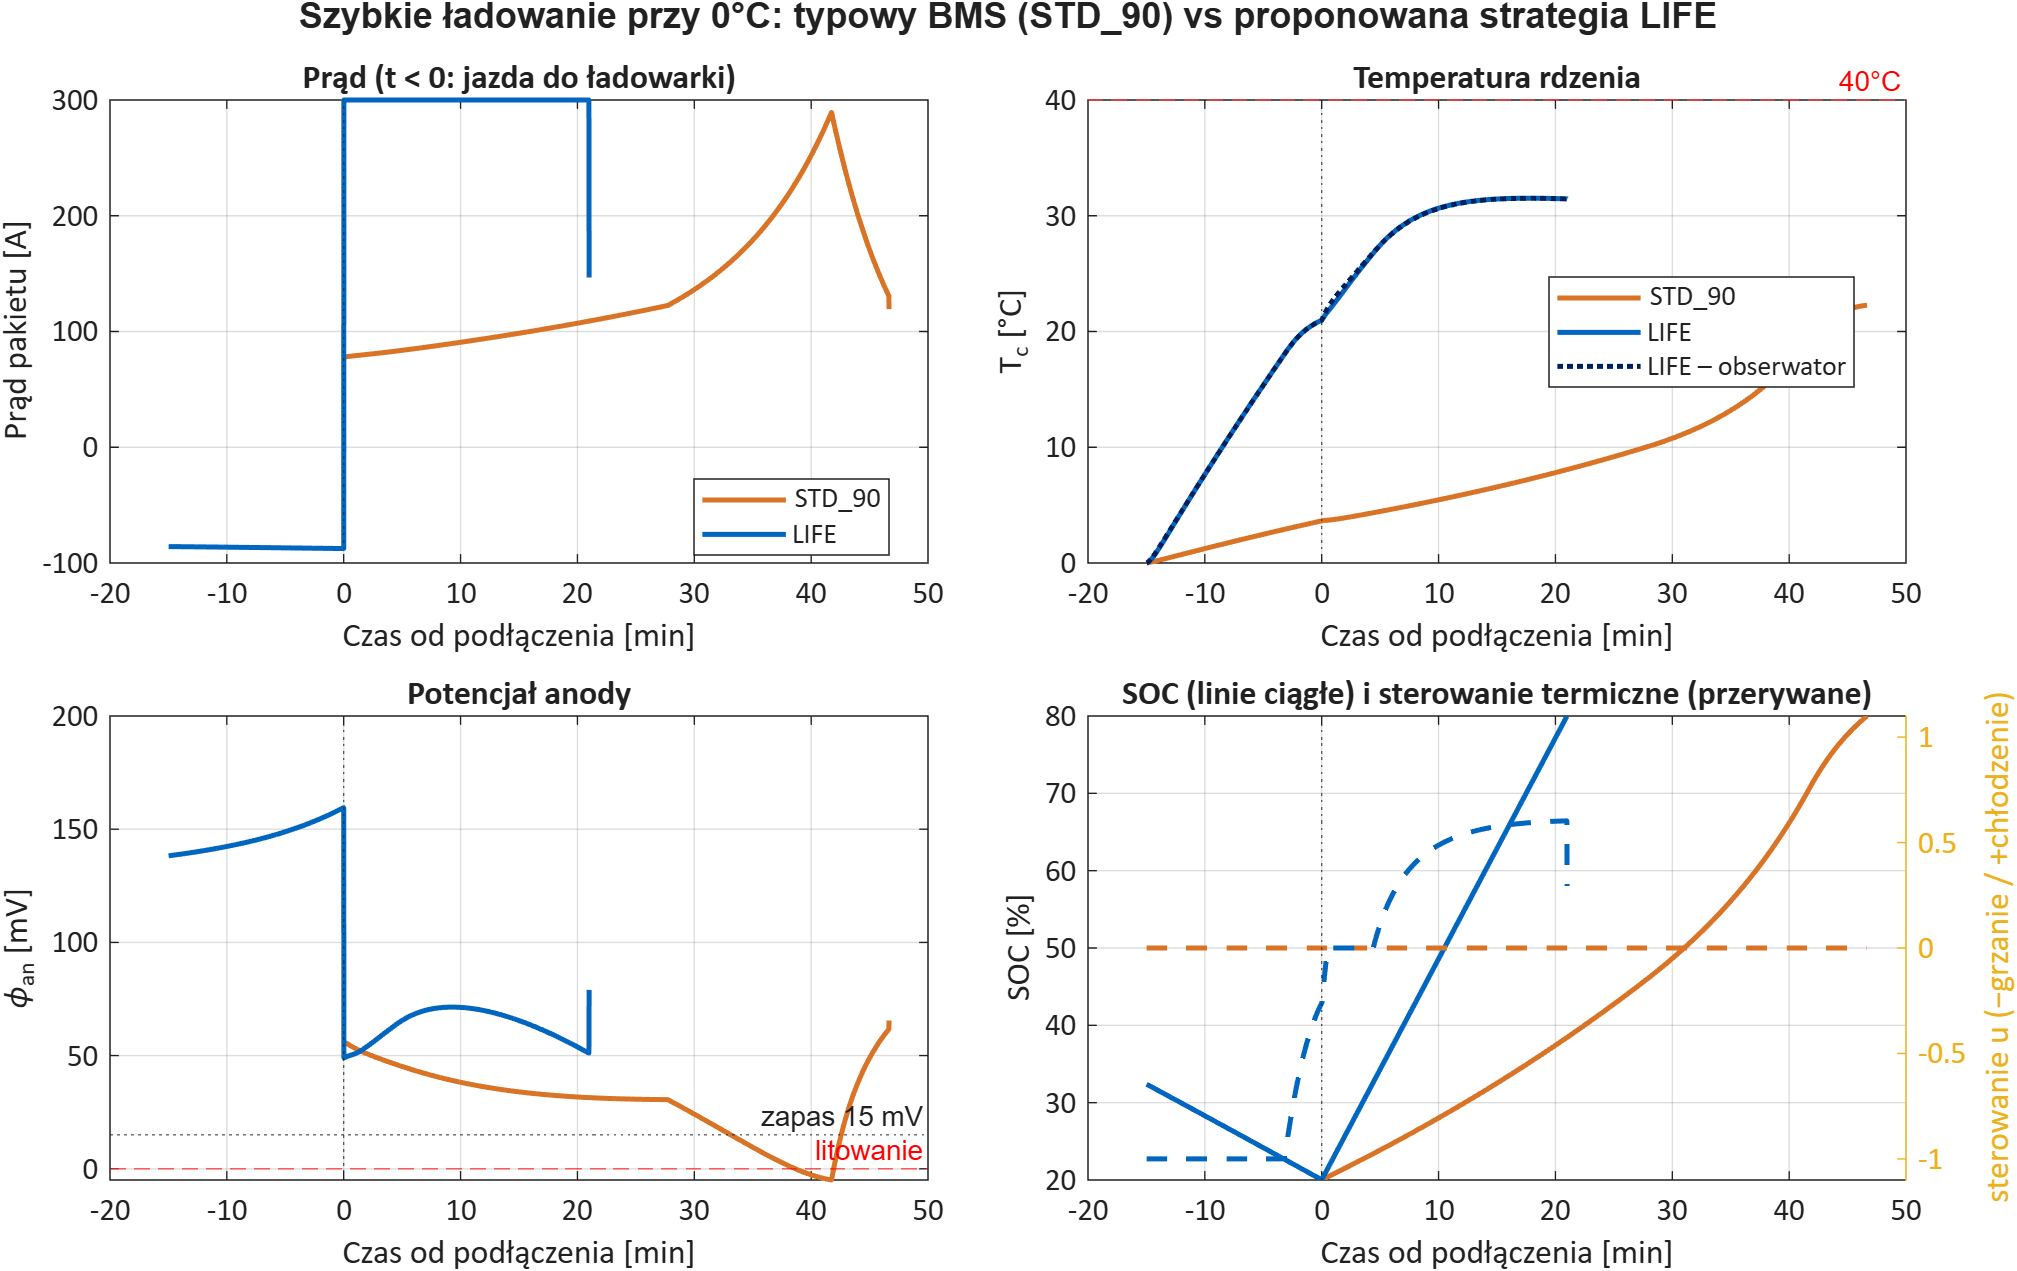 Szybkie ładowanie przy 0°C: typowy BMS (STD_90) vs proponowana strategia LIFE
Prąd (t < 0: jazda do ładowarki)
Prąd pakietu [A]
300
200
100
0
-100
-20 -10 0 10 20 30 40 50
Czas od podłączenia [min]
STD_90
LIFE
Temperatura rdzenia
40°C
T_c [°C]
40
30
20
10
0
-20 -10 0 10 20 30 40 50
Czas od podłączenia [min]
STD_90
LIFE
LIFE – obserwator
Potencjał anody
ϕ_an [mV]
200
150
100
50
0
zapas 15 mV
litowanie
-20 -10 0 10 20 30 40 50
Czas od podłączenia [min]
SOC (linie ciągłe) i sterowanie termiczne (przerywane)
SOC [%]
80
70
60
50
40
30
20
1
0.5
0
-0.5
-1
sterowanie u (−grzanie / +chłodzenie)
-20 -10 0 10 20 30 40 50
Czas od podłączenia [min]